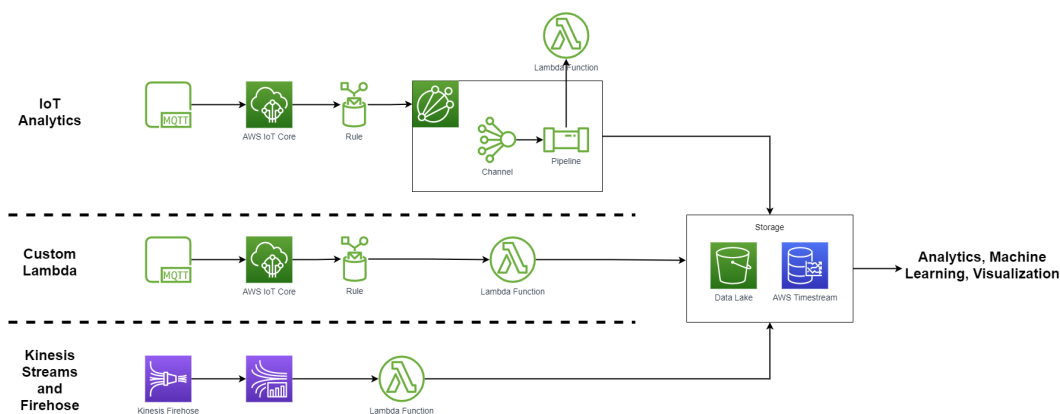 Lambda Function
IoT
Analytics
MQTT
AWS IoT Core
Rule
Channel
Pipeline
Storage
Custom
Lambda
MQTT
AWS IoT Core
Rule
Lambda Function
Data Lake
AWS Timestream
Analytics, Machine
Learning, Visualization
Kinesis
Streams and
Firehose
Kinesis Firehose
Lambda Function